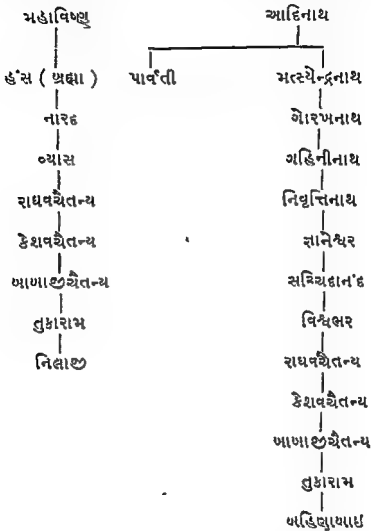 મહાવિષ્ણુ
હંસ ( બ્રહ્મા )
નારદ
વ્યાસ
રાઘવચૈતન્ય
કેશવચૈતન્ય
બાબાજીચૈતન્ય
તુકારામ
નિલાજી
આદિનાથ
પાર્વતી
મત્સ્યેન્દ્રનાથ
ગોરખનાથ
ગહિનીનાથ
નિવૃત્તિનાથ
જ્ઞાનેશ્વર
સચ્ચિદાનંદ
વિશ્વભર
રાઘવચૈતન્ય
કેશવચૈતન્ય
બાબાજીચૈતન્ય
તુકારામ
બહિણાબાઇ